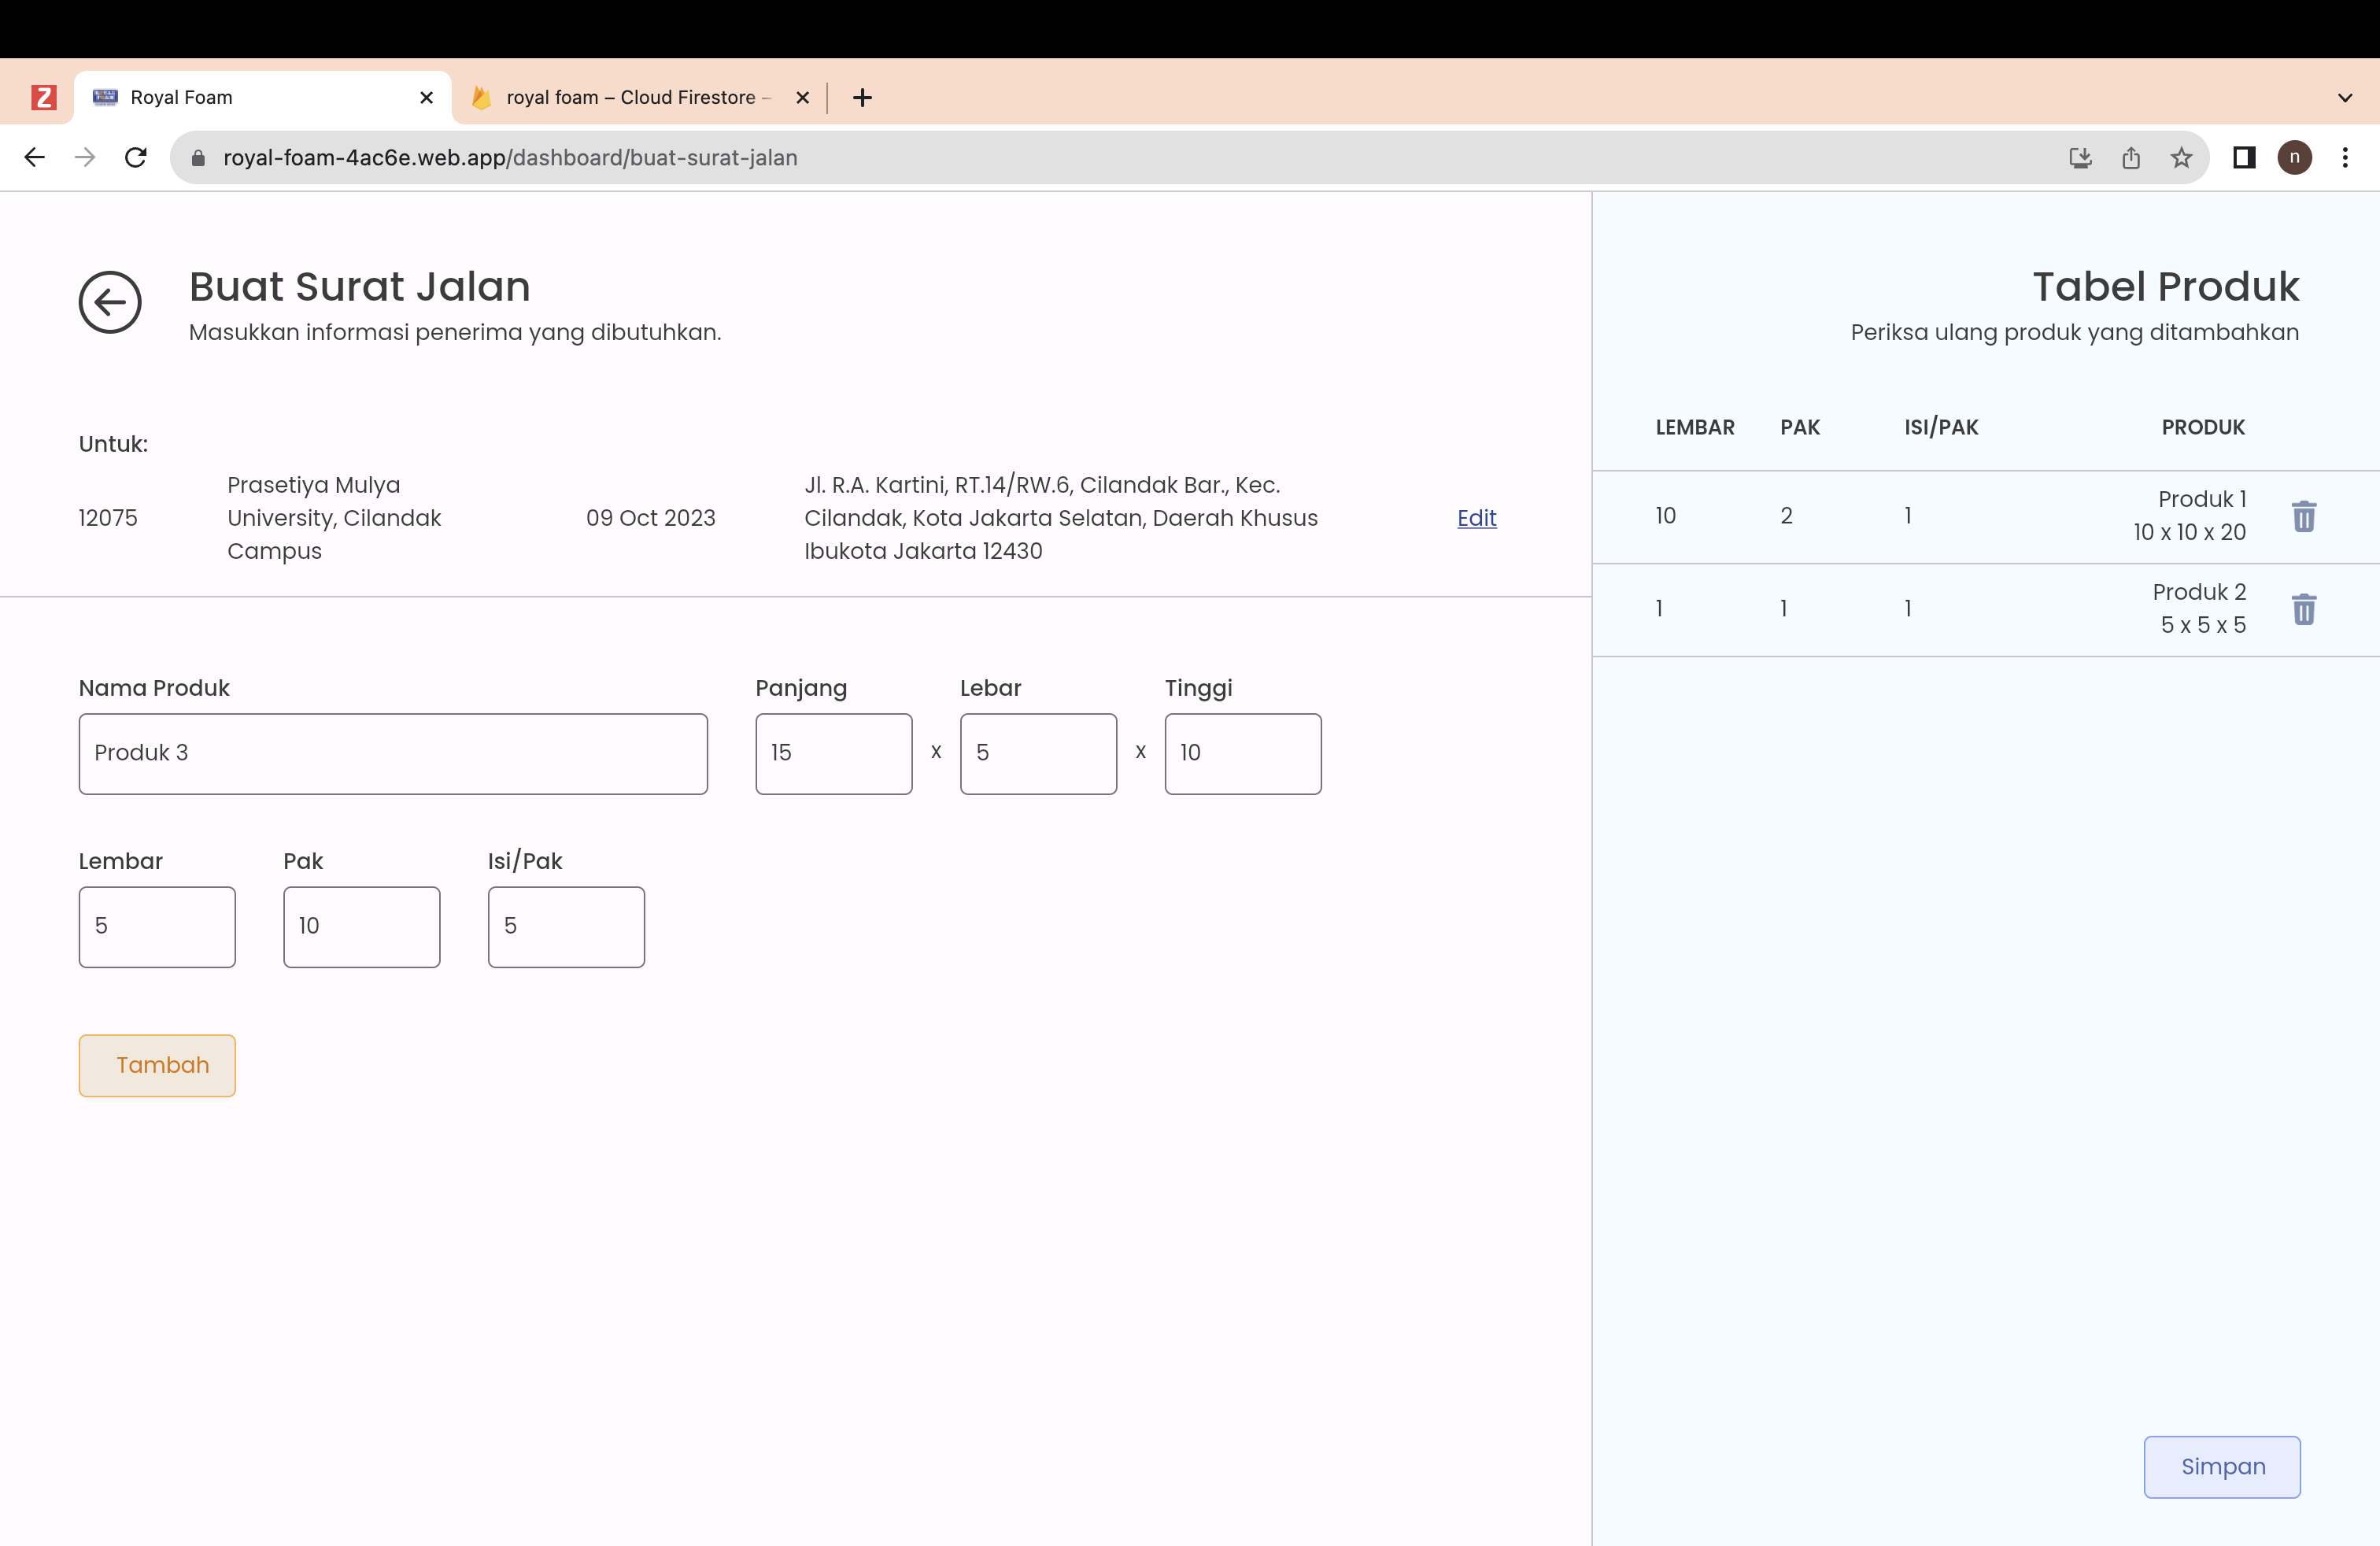 Z
Royal Foam
royal foam – Cloud Firestore –
royal-foam-4ac6e.web.app/dashboard/buat-surat-jalan
n
Buat Surat Jalan
Masukkan informasi penerima yang dibutuhkan.
Untuk:
12075
Prasetiya Mulya
University, Cilandak
Campus
09 Oct 2023
Jl. R.A. Kartini, RT.14/RW.6, Cilandak Bar., Kec.
Cilandak, Kota Jakarta Selatan, Daerah Khusus
Ibukota Jakarta 12430
Edit
Nama Produk
Produk 3
Panjang
15
x
Lebar
5
x
Tinggi
10
Lembar
5
Pak
10
Isi/Pak
5
Tambah
Tabel Produk
Periksa ulang produk yang ditambahkan
LEMBAR PAK ISI/PAK PRODUK
10 2 1 Produk 1
10 x 10 x 20
1 1 1 Produk 2
5 x 5 x 5
Simpan